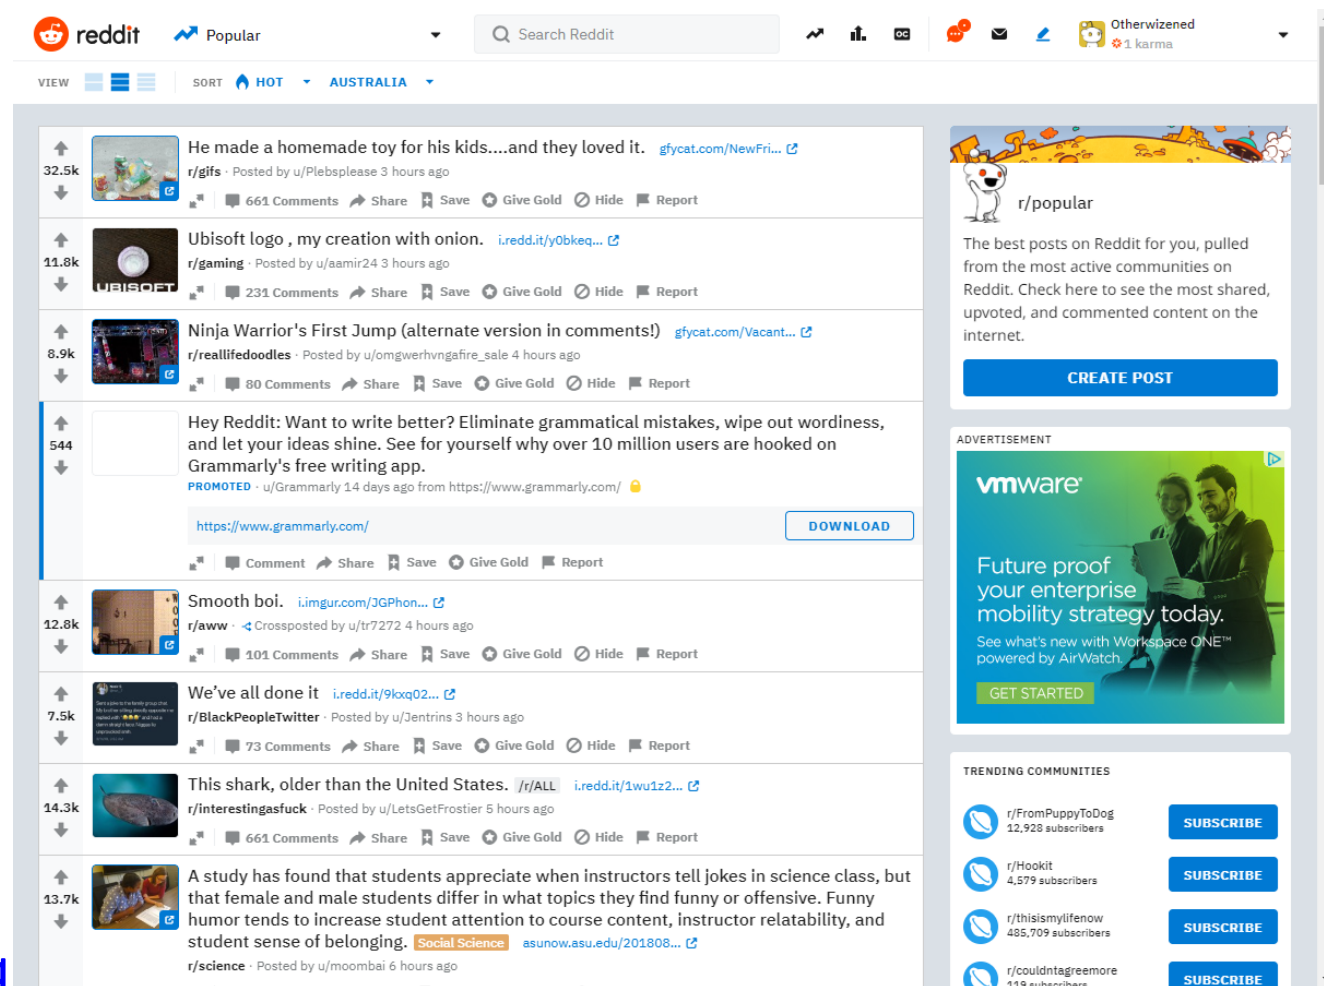 reddit
Popular
Search Reddit
OC
Otherwizened
1 karma
VIEW
SORT HOT AUSTRALIA
32.5k
He made a homemade toy for his kids....and they loved it. gfycat.com/NewFri...
r/gifs · Posted by u/Plebsplease 3 hours ago
661 Comments Share Save Give Gold Hide Report
11.8k
UBISOFT
Ubisoft logo , my creation with onion. i.redd.it/y0bkeq...
r/gaming · Posted by u/aamir24 3 hours ago
231 Comments Share Save Give Gold Hide Report
8.9k
Ninja Warrior's First Jump (alternate version in comments!) gfycat.com/Vacant...
r/reallifedoodles · Posted by u/omgwerhvngafire_sale 4 hours ago
80 Comments Share Save Give Gold Hide Report
544
Hey Reddit: Want to write better? Eliminate grammatical mistakes, wipe out wordiness,
and let your ideas shine. See for yourself why over 10 million users are hooked on
Grammarly's free writing app.
PROMOTED · u/Grammarly 14 days ago from https://www.grammarly.com/
https://www.grammarly.com/
DOWNLOAD
Comment Share Save Give Gold Report
12.8k
Smooth boi. i.imgur.com/JGPhon...
r/aww · Crossposted by u/tr7272 4 hours ago
101 Comments Share Save Give Gold Hide Report
7.5k
We've all done it i.redd.it/9kxq02...
r/BlackPeopleTwitter · Posted by u/Jentrins 3 hours ago
73 Comments Share Save Give Gold Hide Report
14.3k
This shark, older than the United States. /r/ALL i.redd.it/1wu1z2...
r/interestingasfuck · Posted by u/LetsGetFrostier 5 hours ago
661 Comments Share Save Give Gold Hide Report
13.7k
A study has found that students appreciate when instructors tell jokes in science class, but
that female and male students differ in what topics they find funny or offensive. Funny
humor tends to increase student attention to course content, instructor relatability, and
student sense of belonging. Social Science asunow.asu.edu/201808...
r/science · Posted by u/moombai 6 hours ago
r/popular
The best posts on Reddit for you, pulled
from the most active communities on
Reddit. Check here to see the most shared,
upvoted, and commented content on the
internet.
CREATE POST
ADVERTISEMENT
vmware
Future proof
your enterprise
mobility strategy today.
See what's new with Workspace ONE™
powered by AirWatch.
GET STARTED
TRENDING COMMUNITIES
r/FromPuppyToDog
12,928 subscribers
SUBSCRIBE
r/Hookit
4,579 subscribers
SUBSCRIBE
r/thisismylifenow
485,709 subscribers
SUBSCRIBE
r/couldntagreemore
119 subscribers
SUBSCRIBE